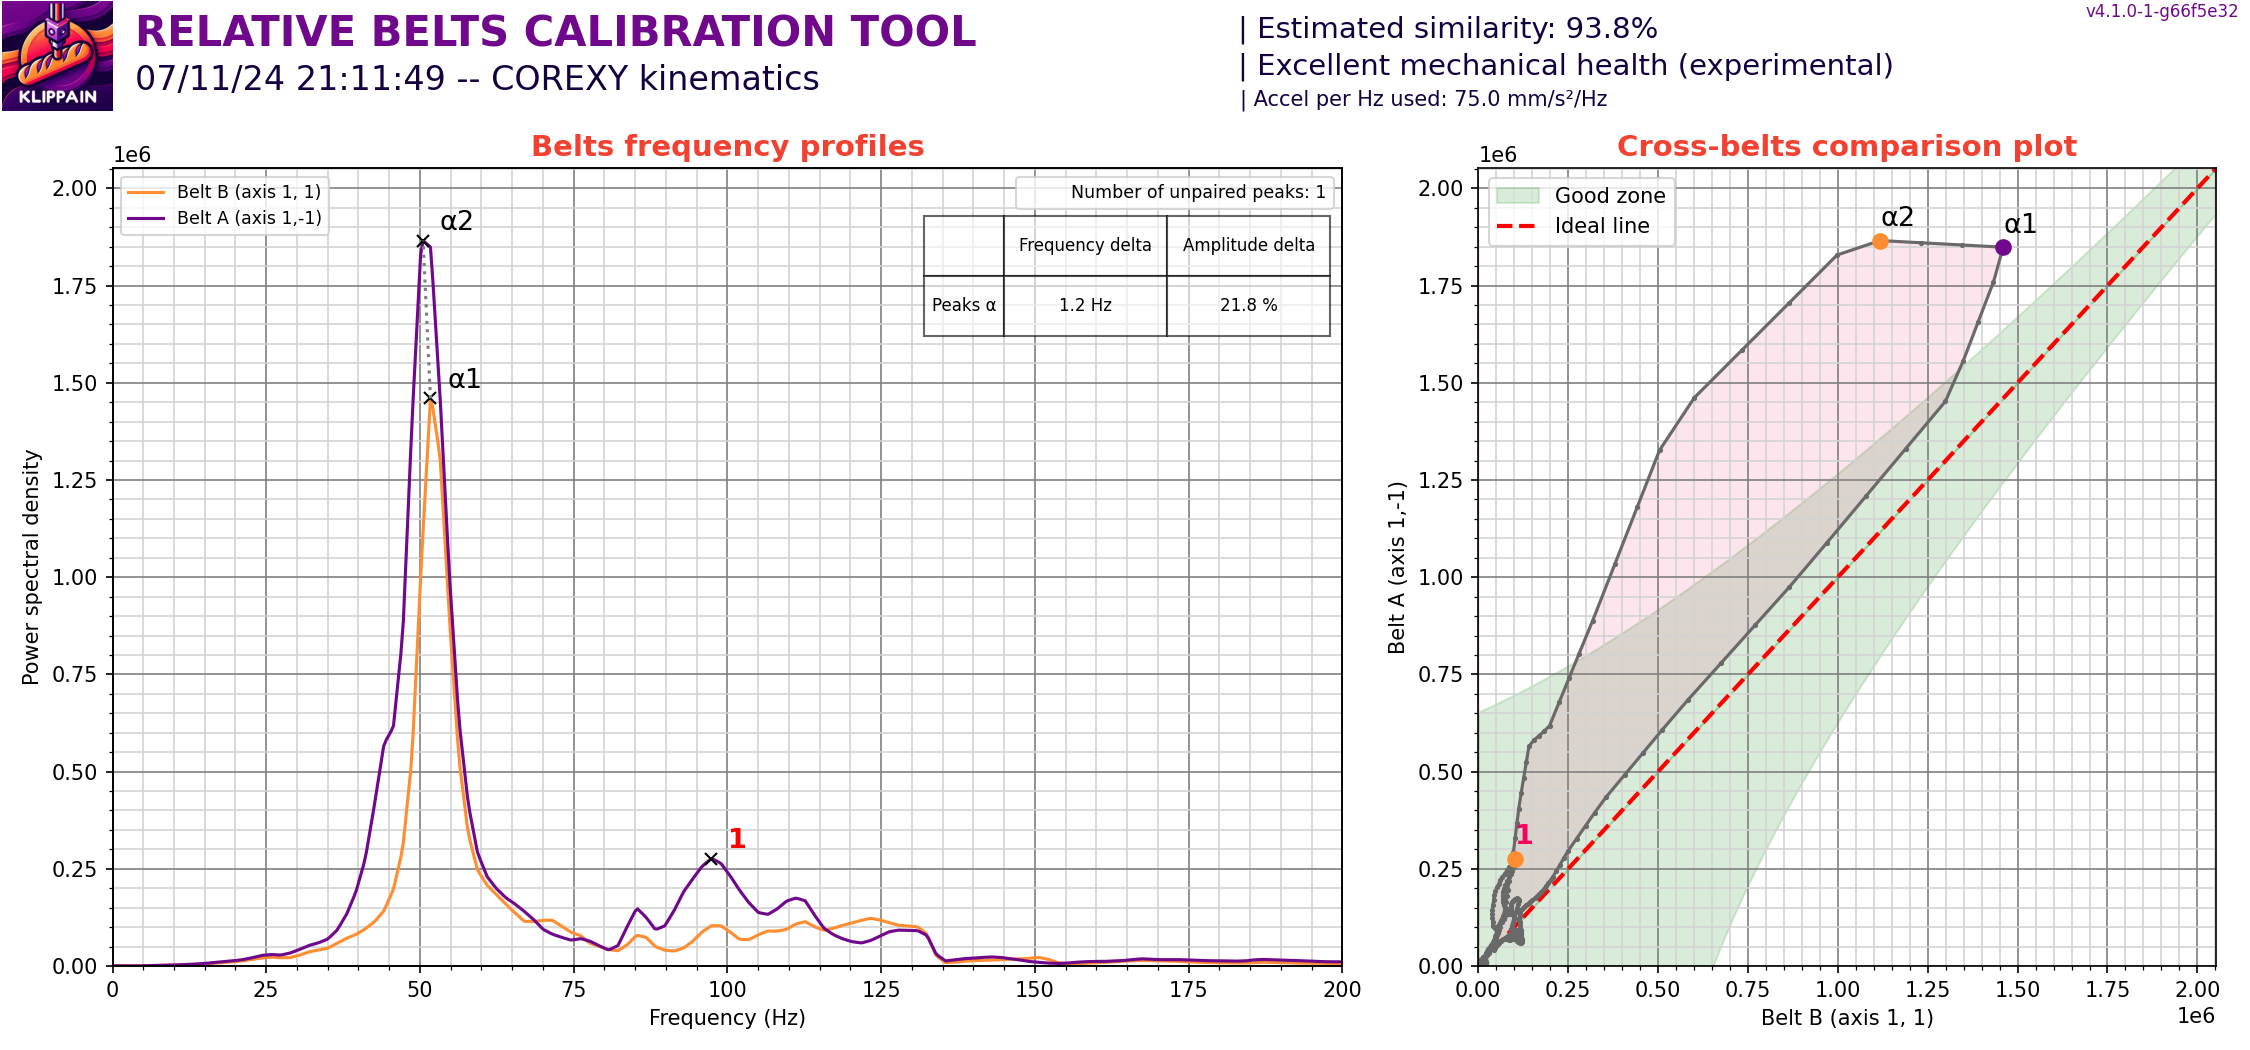 KLIPPAIN
RELATIVE BELTS CALIBRATION TOOL
07/11/24 21:11:49 -- COREXY kinematics
| Estimated similarity: 93.8%
| Excellent mechanical health (experimental)
| Accel per Hz used: 75.0 mm/s²/Hz
v4.1.0-1-g66f5e32
Belts frequency profiles
1e6
Belt B (axis 1, 1)
Belt A (axis 1,-1)
Number of unpaired peaks: 1
Frequency delta Amplitude delta
Peaks α 1.2 Hz 21.8 %
α2
α1
1
2.00
1.75
1.50
1.25
1.00
0.75
0.50
0.25
0.00
Power spectral density
0 25 50 75 100 125 150 175 200
Frequency (Hz)
Cross-belts comparison plot
1e6
Good zone
Ideal line
α2
α1
1
2.00
1.75
1.50
1.25
1.00
0.75
0.50
0.25
0.00
Belt A (axis 1,-1)
0.00 0.25 0.50 0.75 1.00 1.25 1.50 1.75 2.00
Belt B (axis 1, 1)
1e6